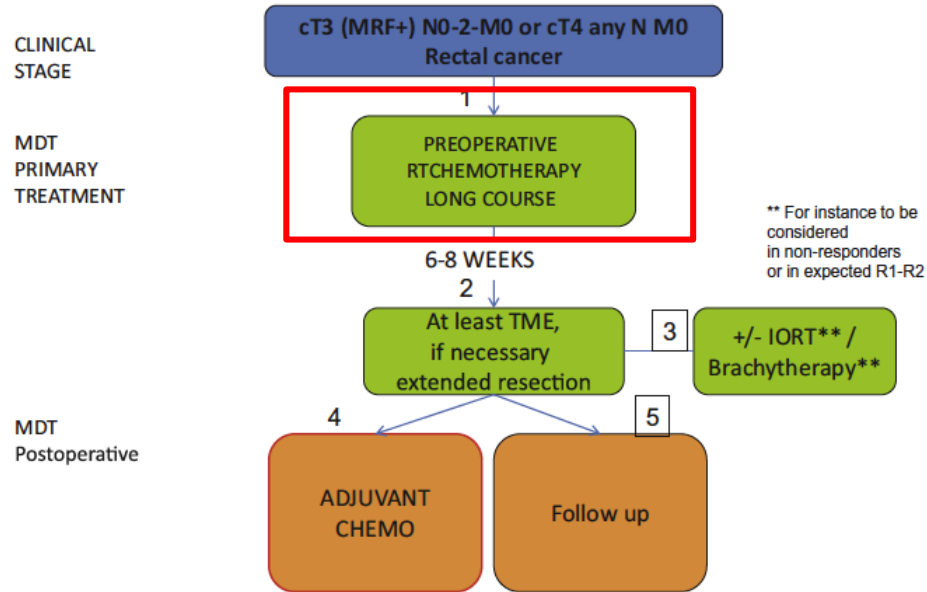 CLINICAL
STAGE
cT3 (MRF+) N0-2-M0 or cT4 any N M0
Rectal cancer
1
MDT
PRIMARY
TREATMENT
PREOPERATIVE
RTCHEMOTHERAPY
LONG COURSE
** For instance to be
considered
in non-responders
or in expected R1-R2
6-8 WEEKS
2
At least TME,
if necessary
extended resection
3
+/- IORT** /
Brachytherapy**
4
5
MDT
Postoperative
ADJUVANT
CHEMO
Follow up